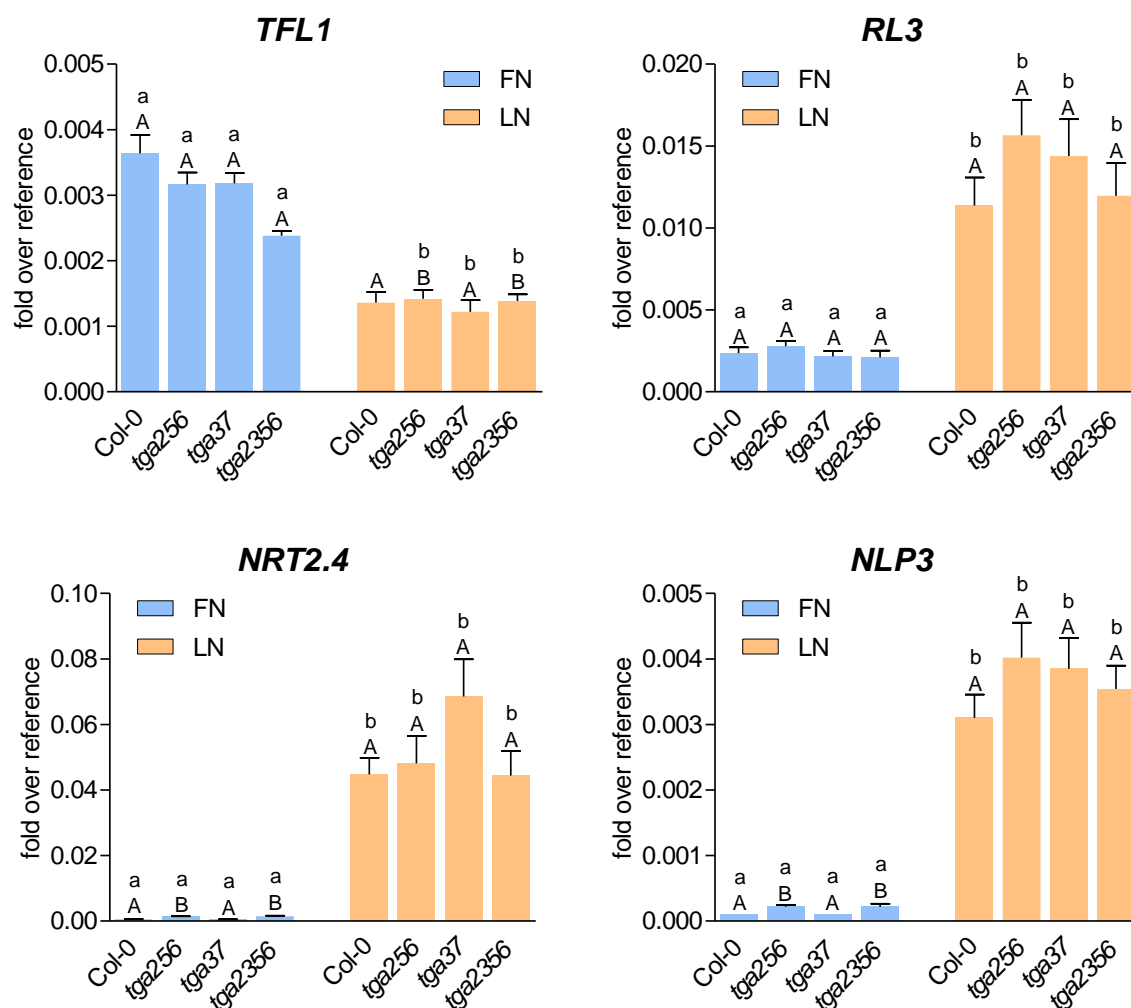 TFL1
fold over reference
0.005
0.004
0.003
0.002
0.001
0.000
FN
LN
a a a a b b b
A A A A A B A B
Col-0 tga256 tga37 tga2356 Col-0 tga256 tga37 tga2356
RL3
fold over reference
0.020
0.015
0.010
0.005
0.000
FN
LN
a a a a b b b b
A A A A A A A A
Col-0 tga256 tga37 tga2356 Col-0 tga256 tga37 tga2356
NRT2.4
fold over reference
0.10
0.08
0.06
0.04
0.02
0.00
FN
LN
a a a a b b b b
A B A B A A A A
Col-0 tga256 tga37 tga2356 Col-0 tga256 tga37 tga2356
NLP3
fold over reference
0.005
0.004
0.003
0.002
0.001
0.000
FN
LN
a a a a b b b b
A B A B A A A A
Col-0 tga256 tga37 tga2356 Col-0 tga256 tga37 tga2356